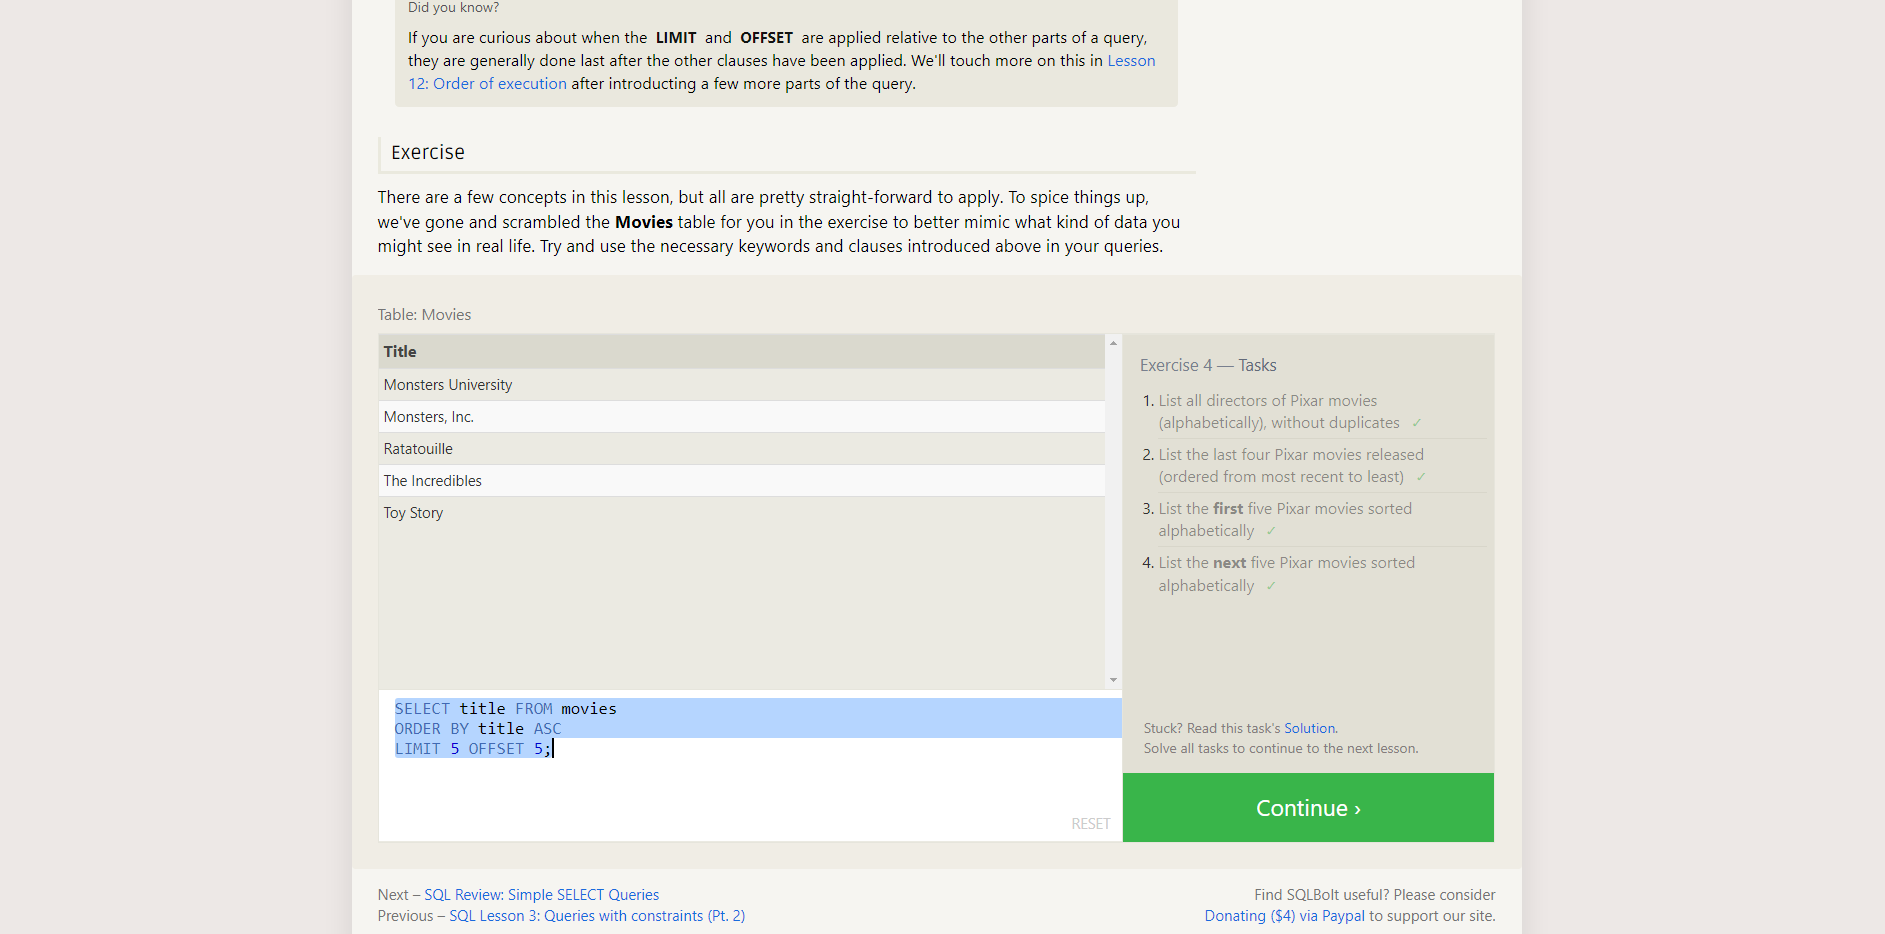 Did you know?
If you are curious about when the LIMIT and OFFSET are applied relative to the other parts of a query,
they are generally done last after the other clauses have been applied. We'll touch more on this in Lesson
12: Order of execution after introducting a few more parts of the query.
Exercise
There are a few concepts in this lesson, but all are pretty straight-forward to apply. To spice things up,
we've gone and scrambled the Movies table for you in the exercise to better mimic what kind of data you
might see in real life. Try and use the necessary keywords and clauses introduced above in your queries.
Table: Movies
Title
Monsters University
Monsters, Inc.
Ratatouille
The Incredibles
Toy Story
SELECT title FROM movies
ORDER BY title ASC
LIMIT 5 OFFSET 5;
RESET
Exercise 4 — Tasks
1. List all directors of Pixar movies
(alphabetically), without duplicates ✓
2. List the last four Pixar movies released
(ordered from most recent to least) ✓
3. List the first five Pixar movies sorted
alphabetically ✓
4. List the next five Pixar movies sorted
alphabetically ✓
Stuck? Read this task's Solution.
Solve all tasks to continue to the next lesson.
Continue ›
Next – SQL Review: Simple SELECT Queries
Previous – SQL Lesson 3: Queries with constraints (Pt. 2)
Find SQLBolt useful? Please consider
Donating ($4) via Paypal to support our site.